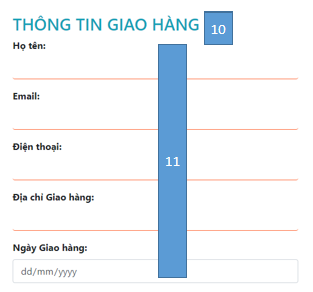 THÔNG TIN GIAO HÀNG 10
Họ tên:
Email:
Điện thoại:
11
Địa chỉ Giao hàng:
Ngày Giao hàng:
dd/mm/yyyy